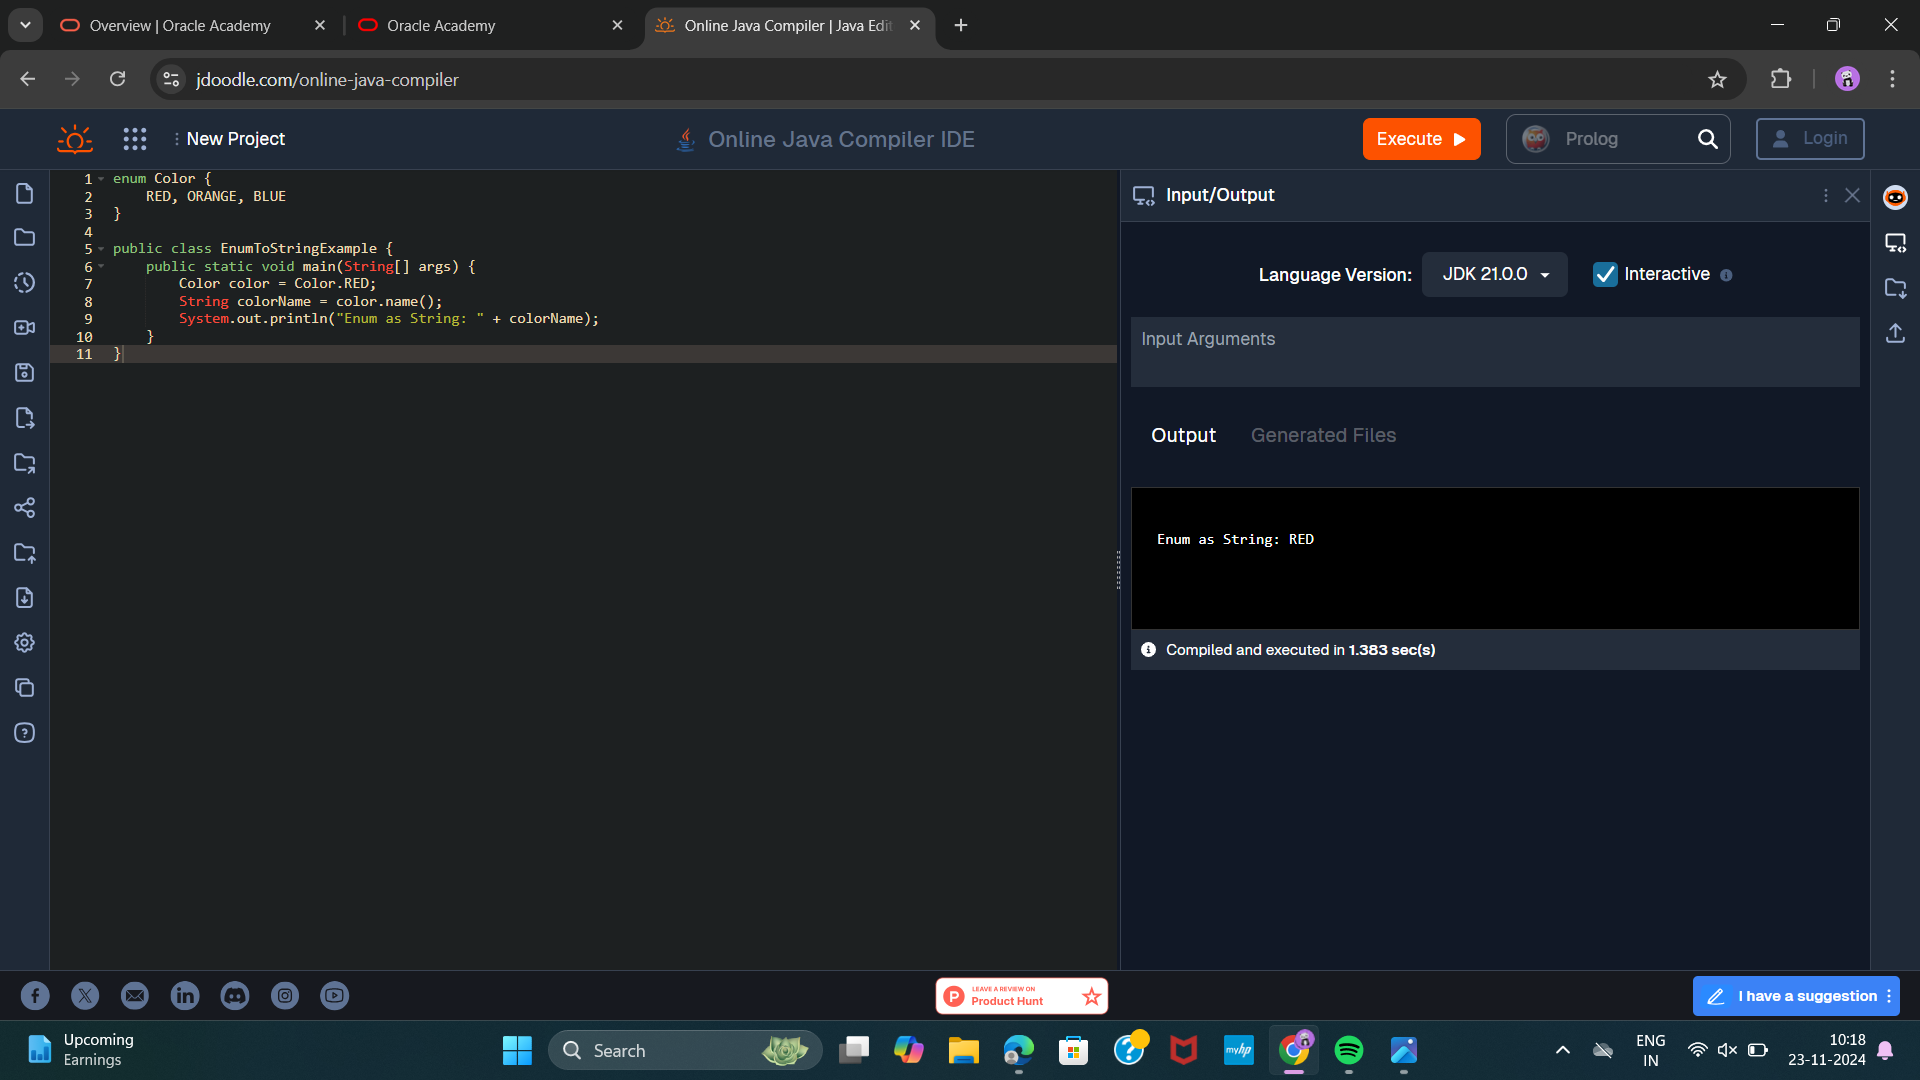 Overview | Oracle Academy
Oracle Academy
Online Java Compiler | Java Edit
jdoodle.com/online-java-compiler
New Project
Online Java Compiler IDE
Execute
Prolog
Login
1 enum Color {
2     RED, ORANGE, BLUE
3 }
4
5 public class EnumToStringExample {
6     public static void main(String[] args) {
7         Color color = Color.RED;
8         String colorName = color.name();
9         System.out.println("Enum as String: " + colorName);
10     }
11 }
Input/Output
Language Version:
JDK 21.0.0
Interactive
Input Arguments
Output
Generated Files
Enum as String: RED
Compiled and executed in 1.383 sec(s)
LEAVE A REVIEW ON
Product Hunt
I have a suggestion
Upcoming
Earnings
Search
myhp
ENG
IN
10:18
23-11-2024